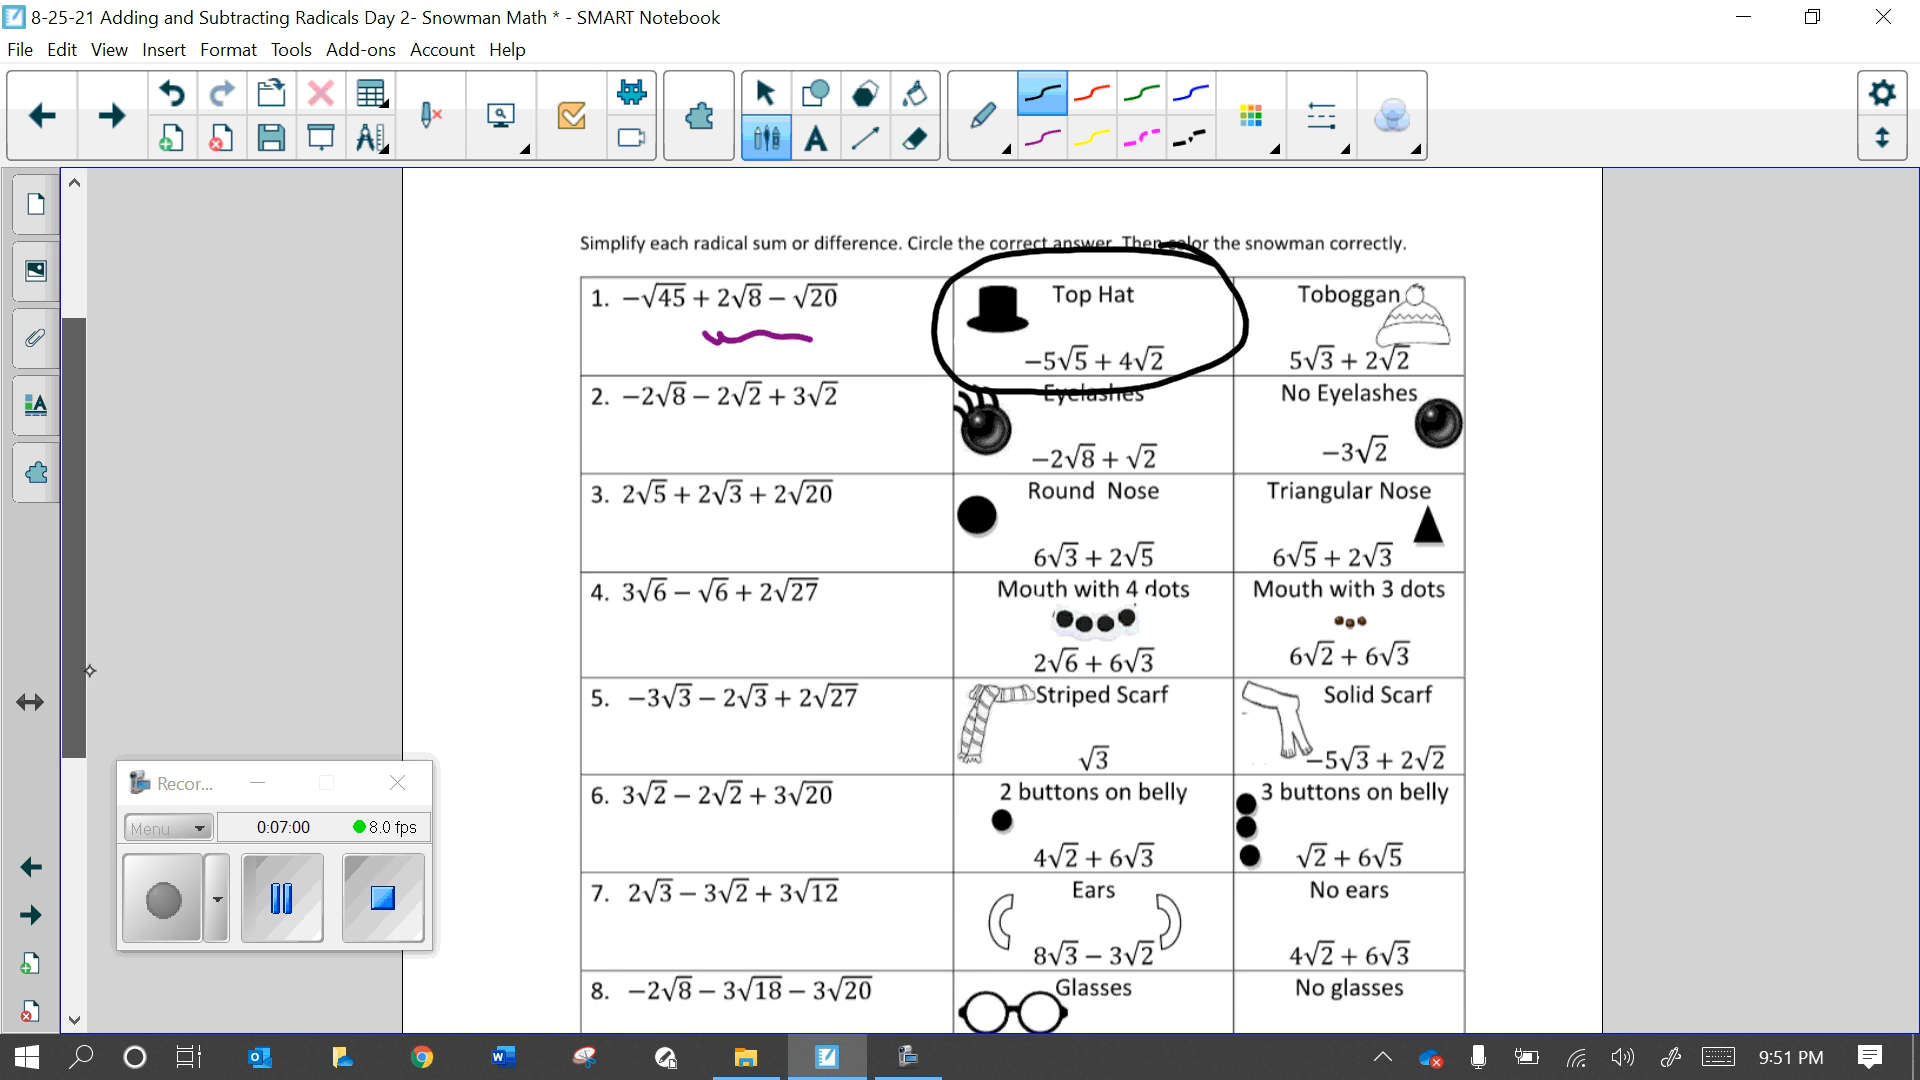 8-25-21 Adding and Subtracting Radicals Day 2- Snowman Math * - SMART Notebook
File Edit View Insert Format Tools Add-ons Account Help
Simplify each radical sum or difference. Circle the correct answer. Then color the snowman correctly.
1. −√45 + 2√8 − √20
Top Hat
−5√5 + 4√2
Toboggan
5√3 + 2√2
2. −2√8 − 2√2 + 3√2
Eyelashes
−2√8 + √2
No Eyelashes
−3√2
3. 2√5 + 2√3 + 2√20
Round Nose
6√3 + 2√5
Triangular Nose
6√5 + 2√3
4. 3√6 − √6 + 2√27
Mouth with 4 dots
2√6 + 6√3
Mouth with 3 dots
6√2 + 6√3
5. −3√3 − 2√3 + 2√27
Striped Scarf
√3
Solid Scarf
−5√3 + 2√2
6. 3√2 − 2√2 + 3√20
2 buttons on belly
4√2 + 6√3
3 buttons on belly
√2 + 6√5
7. 2√3 − 3√2 + 3√12
Ears
8√3 − 3√2
No ears
4√2 + 6√3
8. −2√8 − 3√18 − 3√20
Glasses
No glasses
Recor...
Menu
0:07:00
8.0 fps
9:51 PM